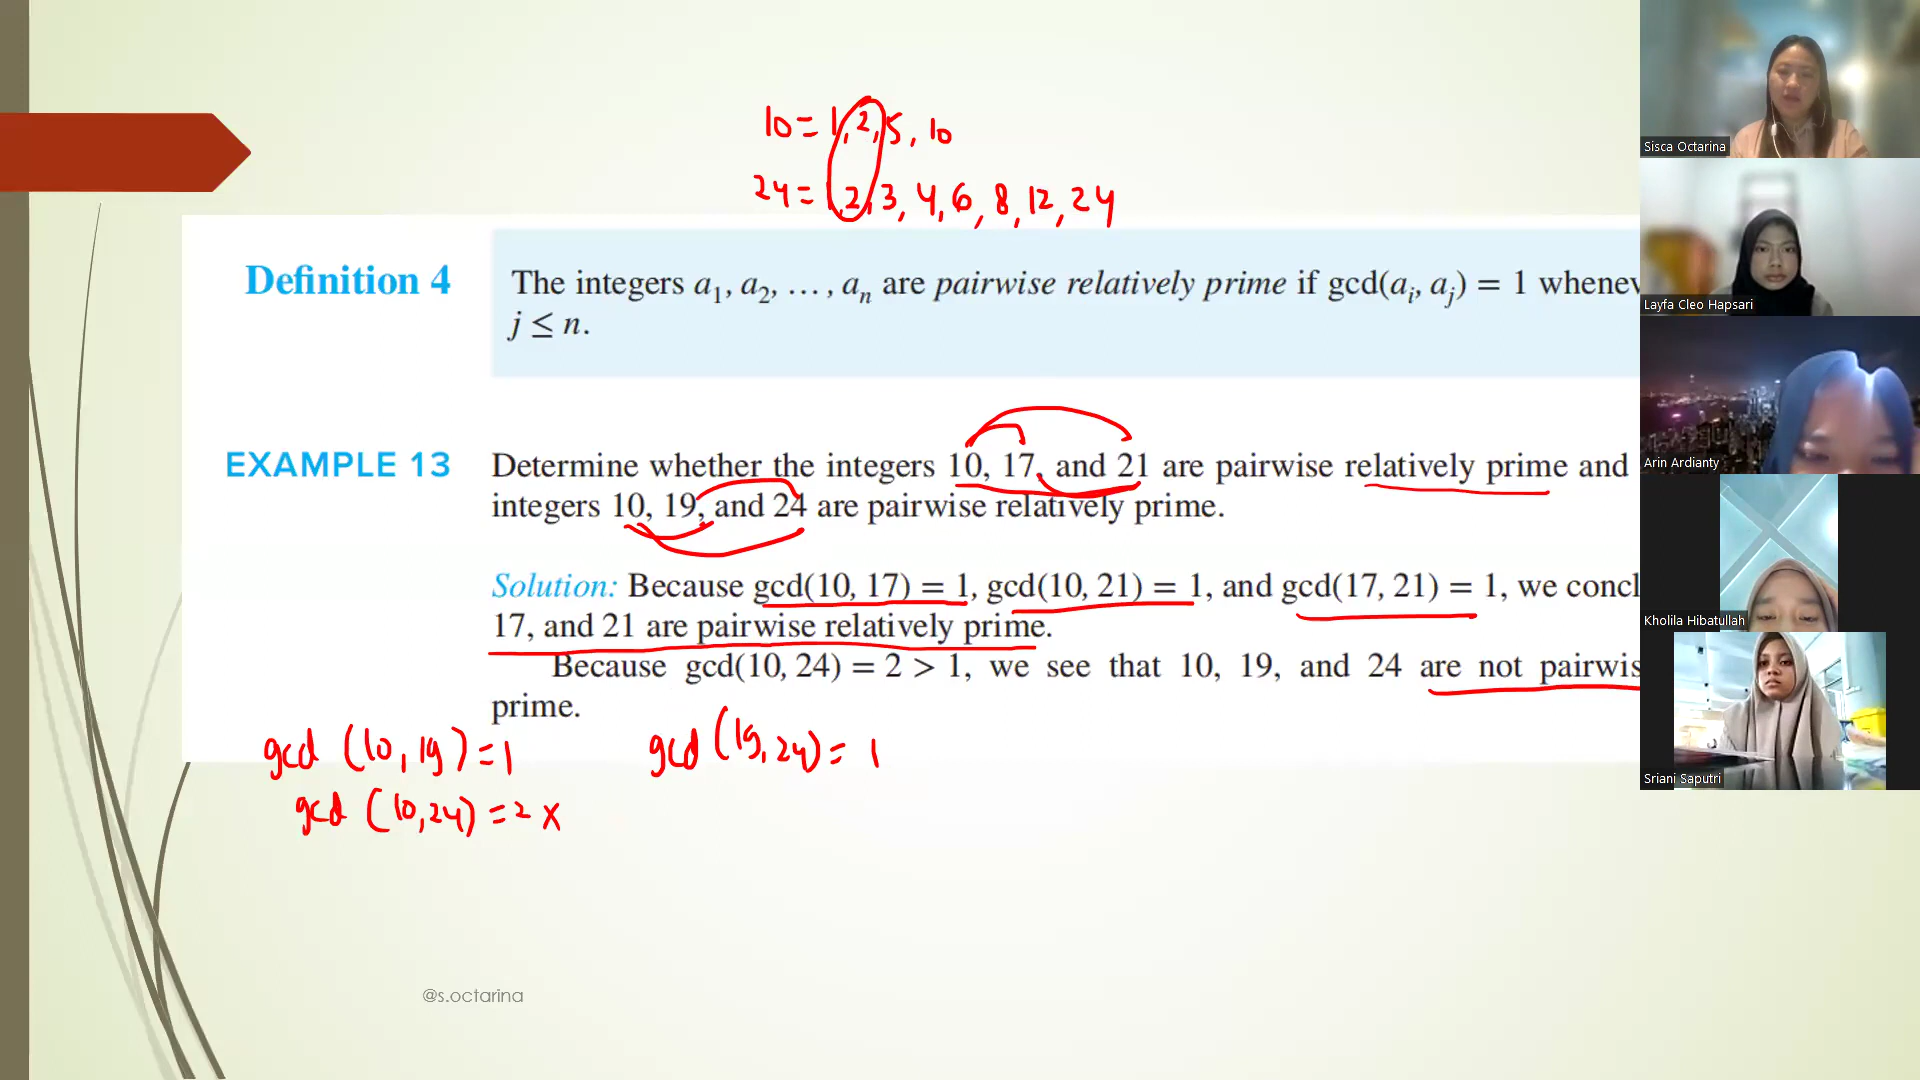 10 = 1, 2, 5, 10
24 = 1, 2, 3, 4, 6, 8, 12, 24
Definition 4
The integers a₁, a₂, …, aₙ are pairwise relatively prime if gcd(aᵢ, aⱼ) = 1 whenev
j ≤ n.
EXAMPLE 13
Determine whether the integers 10, 17, and 21 are pairwise relatively prime and
integers 10, 19, and 24 are pairwise relatively prime.
Solution: Because gcd(10, 17) = 1, gcd(10, 21) = 1, and gcd(17, 21) = 1, we concl
17, and 21 are pairwise relatively prime.
Because gcd(10, 24) = 2 > 1, we see that 10, 19, and 24 are not pairwis
prime.
gcd (10, 19) = 1
gcd (19, 24) = 1
gcd (10, 24) = 2 x
@s.octarina
Sisca Octarina
Layfa Cleo Hapsari
Arin Ardianty
Kholila Hibatullah
Sriani Saputri